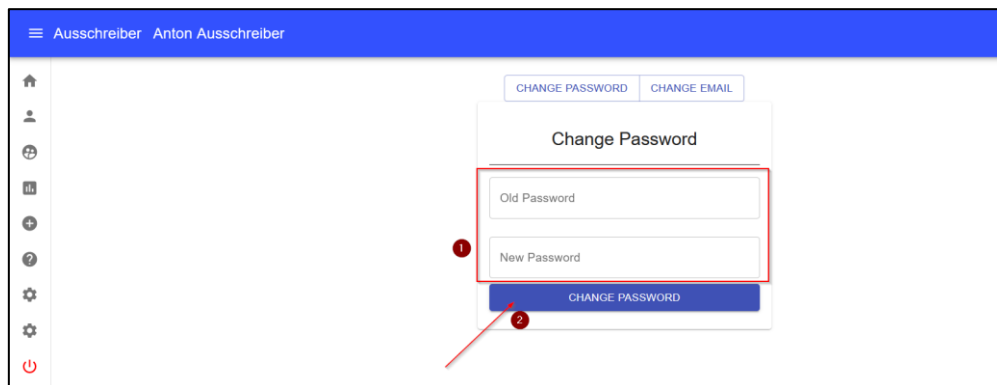 Ausschreiber Anton Ausschreiber
CHANGE PASSWORD CHANGE EMAIL
Change Password
Old Password
1
New Password
CHANGE PASSWORD
2